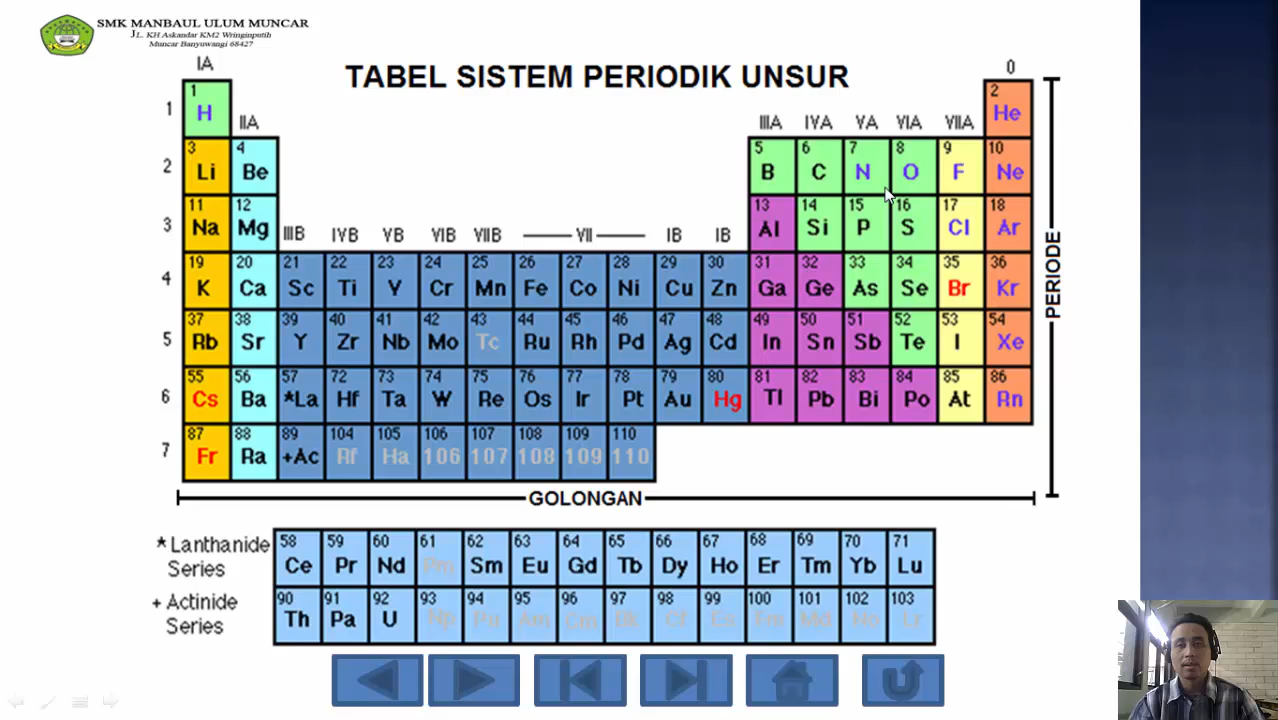 SMK MANBAUL ULUM MUNCAR
JL. KH Askandar KM2 Wringinputih
Muncar Banyuwangi 68427
TABEL SISTEM PERIODIK UNSUR
IA 0
1 2
1 H He
IIA IIIA IVA VA VIA VIIA
3 4 5 6 7 8 9 10
2 Li Be B C N O F Ne
11 12 13 14 15 16 17 18
3 Na Mg Al Si P S Cl Ar
IIIB IVB VB VIB VIIB VII IB IB
19 20 21 22 23 24 25 26 27 28 29 30 31 32 33 34 35 36
4 K Ca Sc Ti V Cr Mn Fe Co Ni Cu Zn Ga Ge As Se Br Kr
37 38 39 40 41 42 43 44 45 46 47 48 49 50 51 52 53 54
5 Rb Sr Y Zr Nb Mo Tc Ru Rh Pd Ag Cd In Sn Sb Te I Xe
55 56 57 72 73 74 75 76 77 78 79 80 81 82 83 84 85 86
6 Cs Ba *La Hf Ta W Re Os Ir Pt Au Hg Tl Pb Bi Po At Rn
87 88 89 104 105 106 107 108 109 110
7 Fr Ra +Ac Rf Ha 106 107 108 109 110
PERIODE
GOLONGAN
* Lanthanide Series
58 59 60 61 62 63 64 65 66 67 68 69 70 71
Ce Pr Nd Pm Sm Eu Gd Tb Dy Ho Er Tm Yb Lu
+ Actinide Series
90 91 92 93 94 95 96 97 98 99 100 101 102 103
Th Pa U Np Pu Am Cm Bk Cf Es Fm Md No Lr